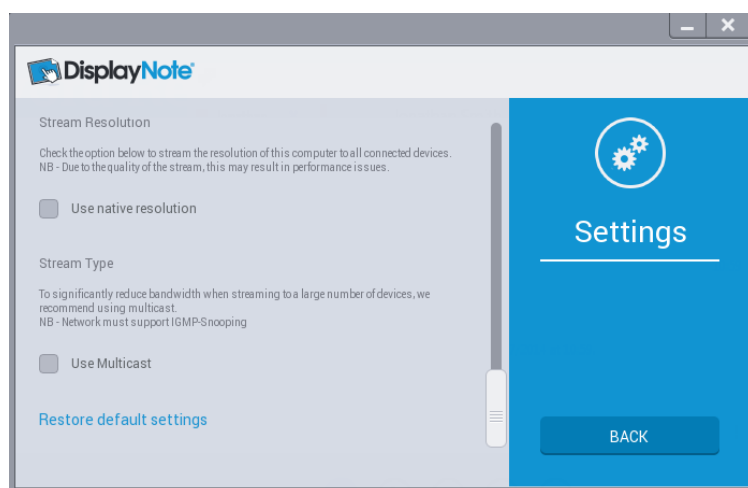 DisplayNote
Stream Resolution
Check the option below to stream the resolution of this computer to all connected devices.
NB - Due to the quality of the stream, this may result in performance issues.
Use native resolution
Stream Type
To significantly reduce bandwidth when streaming to a large number of devices, we
recommend using multicast.
NB - Network must support IGMP-Snooping
Use Multicast
Restore default settings
Settings
BACK